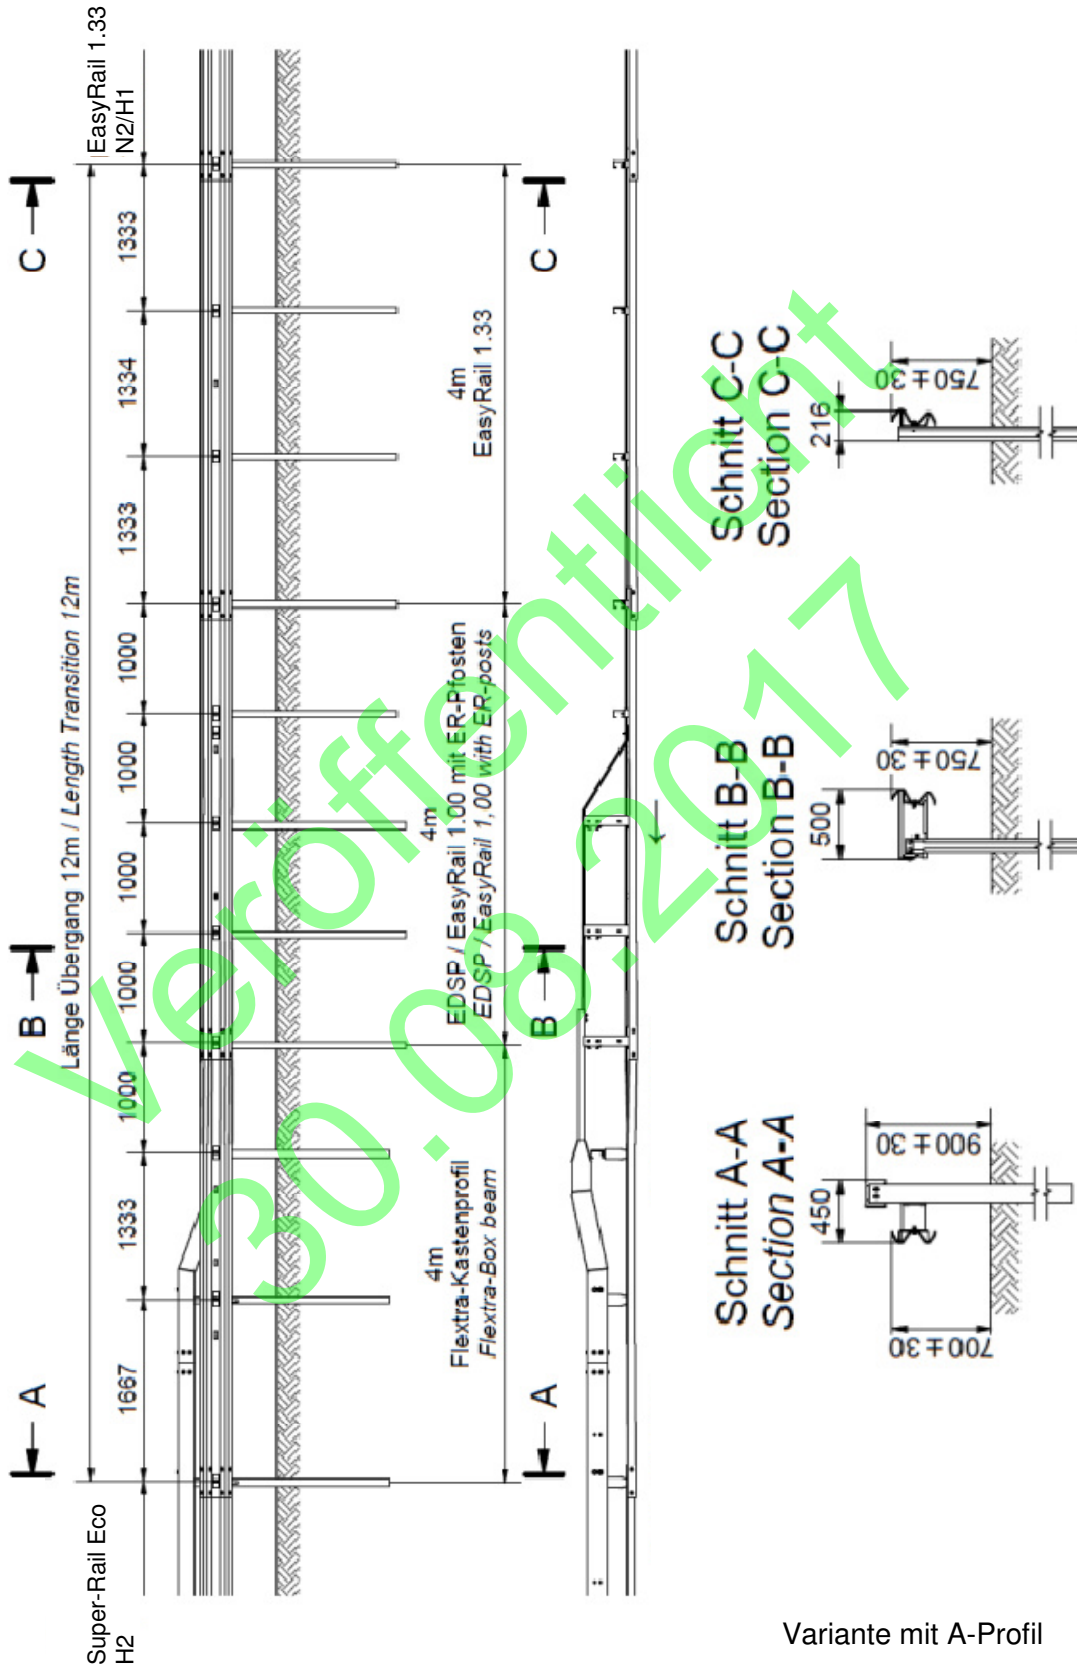 Super-Rail Eco
H2
EasyRail 1.33
N2/H1
Länge Übergang 12m / Length Transition 12m
A
B
C
1667
1333
1000
1000
1000
1000
1000
1333
1334
1333
4m
Flextra-Kastenprofil
Flextra-Box beam
4m
EDSP / EasyRail 1.00 mit ER-Pfosten
EDSP / EasyRail 1,00 with ER-posts
4m
EasyRail 1.33
A
B
C
Schnitt A-A
Section A-A
450
700±30
900±30
Schnitt B-B
Section B-B
500
750±30
Schnitt C-C
Section C-C
216
750±30
Veröffentlicht
30.08.2017
Variante mit A-Profil